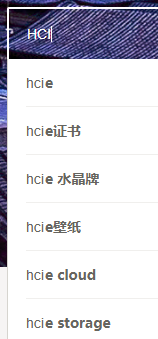 HCI
hcie
hcie证书
hcie 水晶牌
hcie壁纸
hcie cloud
hcie storage